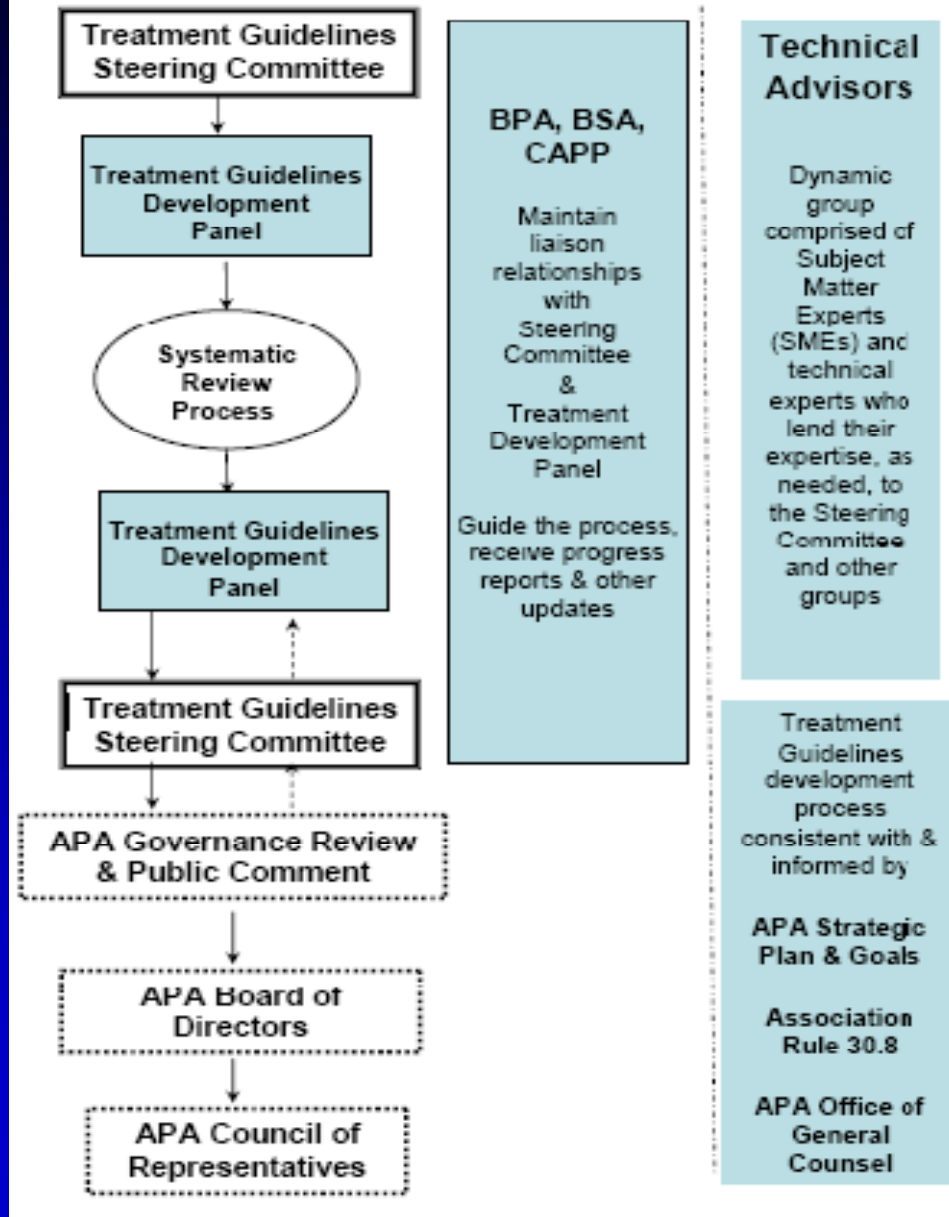 Treatment Guidelines
Steering Committee
Treatment Guidelines
Development
Panel
Systematic
Review
Process
Treatment Guidelines
Development
Panel
Treatment Guidelines
Steering Committee
APA Governance Review
& Public Comment
APA Board of
Directors
APA Council of
Representatives
BPA, BSA,
CAPP
Maintain
liaison
relationships
with
Steering
Committee
&
Treatment
Development
Panel
Guide the process,
receive progress
reports & other
updates
Technical
Advisors
Dynamic
group
comprised of
Subject
Matter
Experts
(SMEs) and
technical
experts who
lend their
expertise, as
needed, to
the Steering
Committee
and other
groups
Treatment
Guidelines
development
process
consistent with &
informed by
APA Strategic
Plan & Goals
Association
Rule 30.8
APA Office of
General
Counsel